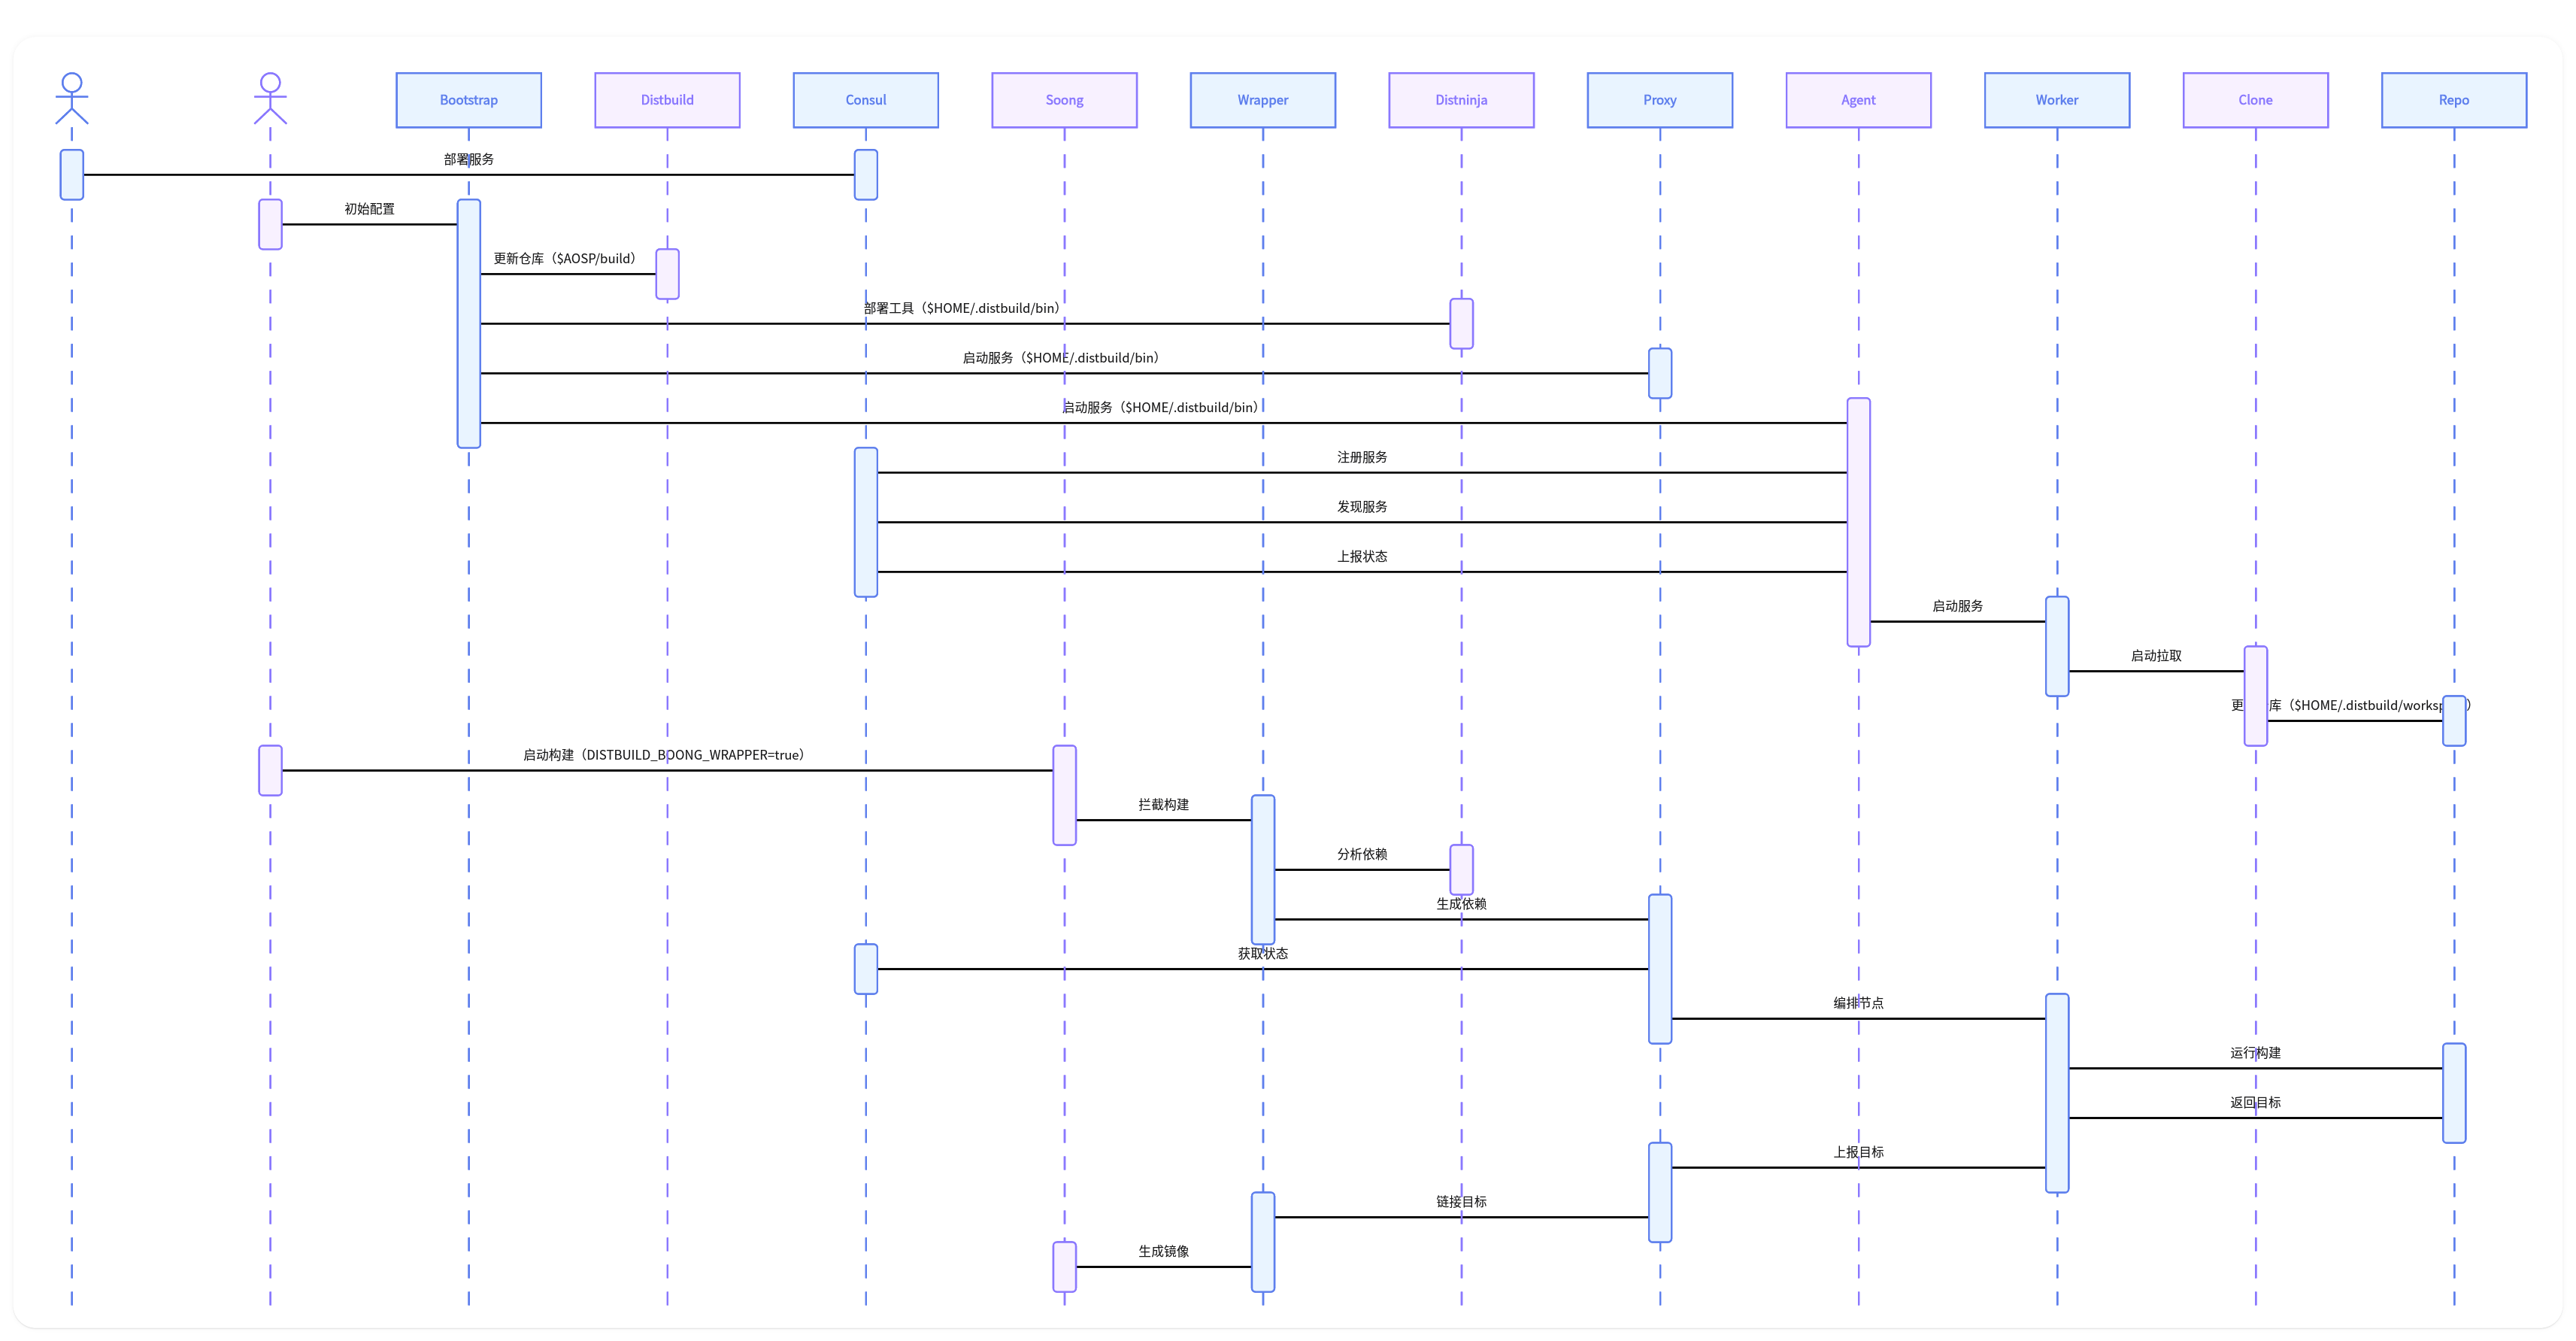 Bootstrap
Distbuild
Consul
Soong
Wrapper
Distninja
Proxy
Agent
Worker
Clone
Repo
部署服务
初始配置
更新仓库（$AOSP/build）
部署工具（$HOME/.distbuild/bin）
启动服务（$HOME/.distbuild/bin）
启动服务（$HOME/.distbuild/bin）
注册服务
发现服务
上报状态
启动服务
启动拉取
更 库（$HOME/.distbuild/worksp ）
启动构建（DISTBUILD_BOONG_WRAPPER=true）
拦截构建
分析依赖
生成依赖
获取状态
编排节点
运行构建
返回目标
上报目标
链接目标
生成镜像